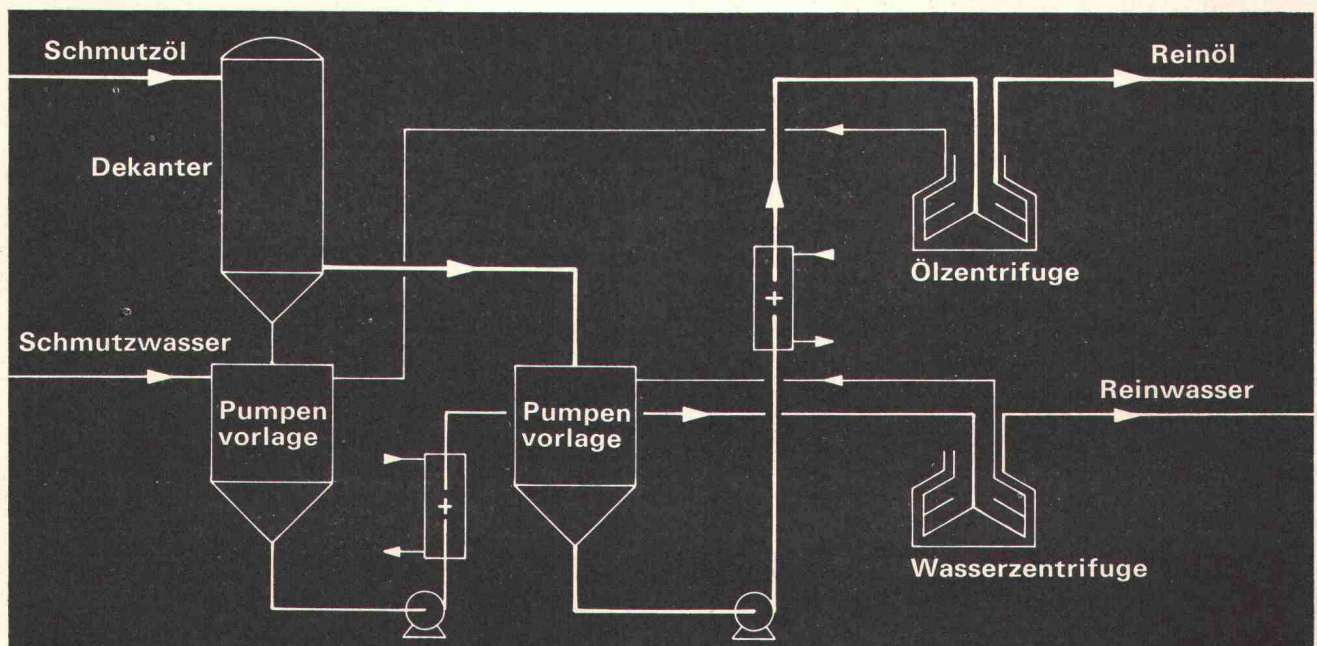 Schmutzöl
Reinöl
Dekanter
Ölzentrifuge
Schmutzwasser
Pumpen
vorlage
Pumpen
vorlage
Reinwasser
Wasserzentrifuge